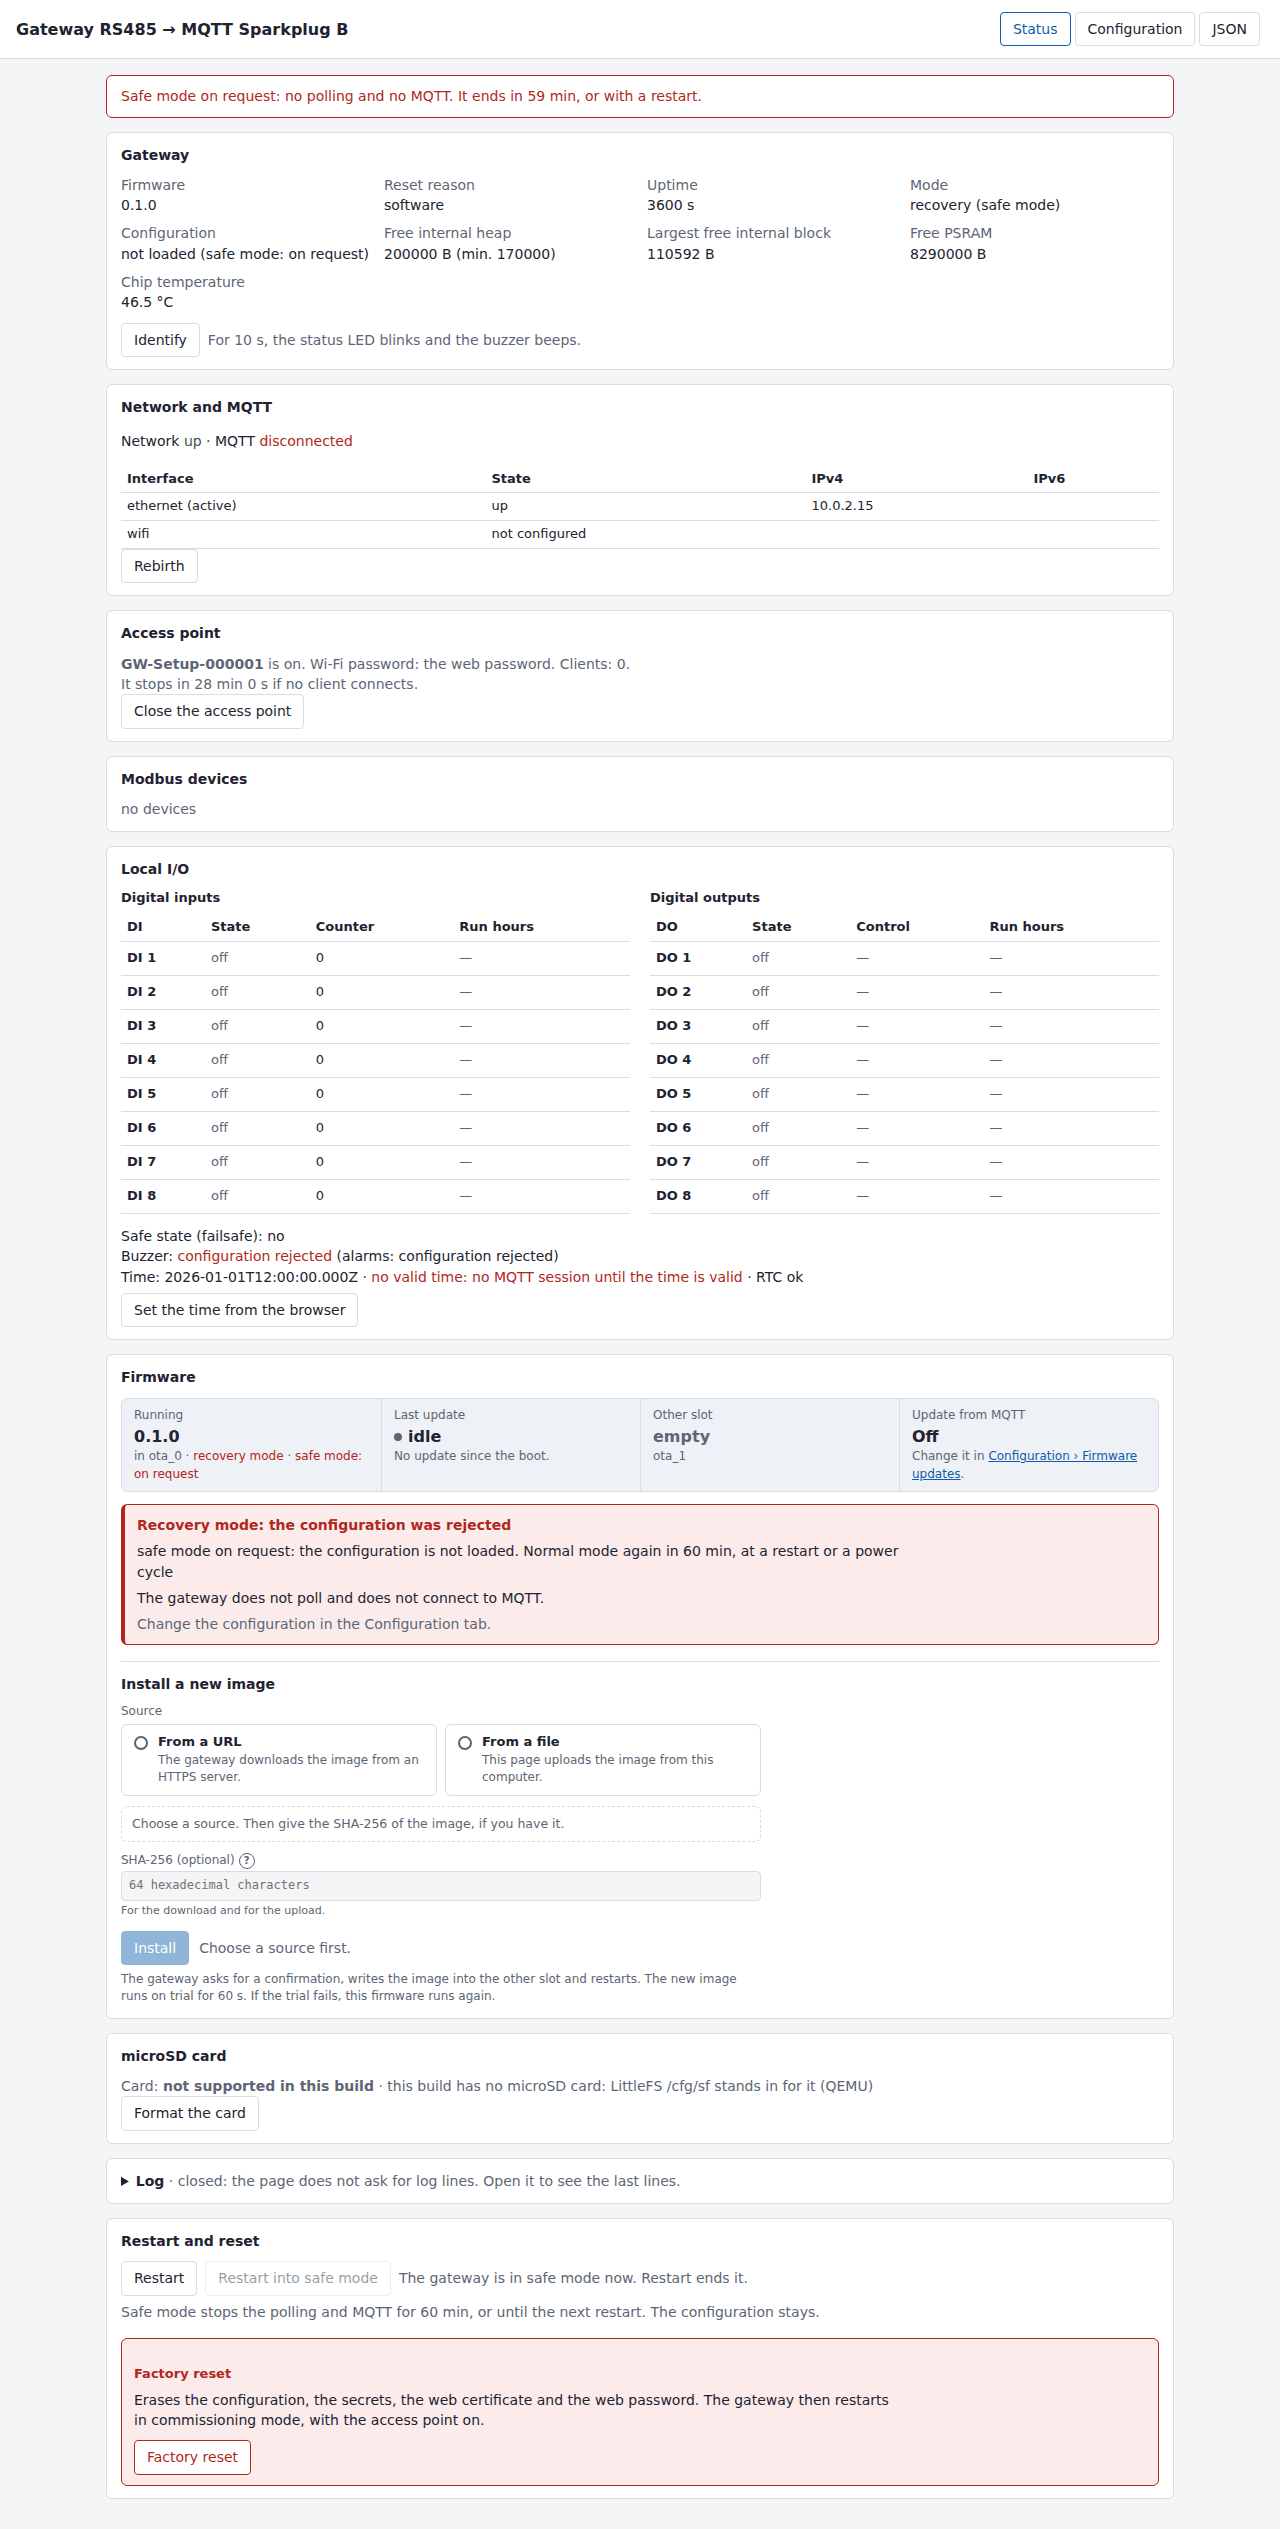 Gateway RS485 → MQTT Sparkplug B
Status
Configuration
JSON
Safe mode on request: no polling and no MQTT. It ends in 59 min, or with a restart.
Gateway
Firmware
0.1.0
Reset reason
software
Uptime
3600 s
Mode
recovery (safe mode)
Configuration
not loaded (safe mode: on request)
Free internal heap
200000 B (min. 170000)
Largest free internal block
110592 B
Free PSRAM
8290000 B
Chip temperature
46.5 °C
Identify For 10 s, the status LED blinks and the buzzer beeps.
Network and MQTT
Network up · MQTT disconnected
Interface State IPv4 IPv6
ethernet (active) up 10.0.2.15
wifi not configured
Rebirth
Access point
GW-Setup-000001 is on. Wi-Fi password: the web password. Clients: 0.
It stops in 28 min 0 s if no client connects.
Close the access point
Modbus devices
no devices
Local I/O
Digital inputs
DI State Counter Run hours
DI 1 off 0 —
DI 2 off 0 —
DI 3 off 0 —
DI 4 off 0 —
DI 5 off 0 —
DI 6 off 0 —
DI 7 off 0 —
DI 8 off 0 —
Digital outputs
DO State Control Run hours
DO 1 off — —
DO 2 off — —
DO 3 off — —
DO 4 off — —
DO 5 off — —
DO 6 off — —
DO 7 off — —
DO 8 off — —
Safe state (failsafe): no
Buzzer: configuration rejected (alarms: configuration rejected)
Time: 2026-01-01T12:00:00.000Z · no valid time: no MQTT session until the time is valid · RTC ok
Set the time from the browser
Firmware
Running
0.1.0
in ota_0 · recovery mode · safe mode:
on request
Last update
idle
No update since the boot.
Other slot
empty
ota_1
Update from MQTT
Off
Change it in Configuration › Firmware
updates.
Recovery mode: the configuration was rejected
safe mode on request: the configuration is not loaded. Normal mode again in 60 min, at a restart or a power
cycle
The gateway does not poll and does not connect to MQTT.
Change the configuration in the Configuration tab.
Install a new image
Source
From a URL
The gateway downloads the image from an
HTTPS server.
From a file
This page uploads the image from this
computer.
Choose a source. Then give the SHA-256 of the image, if you have it.
SHA-256 (optional) ?
64 hexadecimal characters
For the download and for the upload.
Install Choose a source first.
The gateway asks for a confirmation, writes the image into the other slot and restarts. The new image
runs on trial for 60 s. If the trial fails, this firmware runs again.
microSD card
Card: not supported in this build · this build has no microSD card: LittleFS /cfg/sf stands in for it (QEMU)
Format the card
Log · closed: the page does not ask for log lines. Open it to see the last lines.
Restart and reset
Restart Restart into safe mode The gateway is in safe mode now. Restart ends it.
Safe mode stops the polling and MQTT for 60 min, or until the next restart. The configuration stays.
Factory reset
Erases the configuration, the secrets, the web certificate and the web password. The gateway then restarts
in commissioning mode, with the access point on.
Factory reset